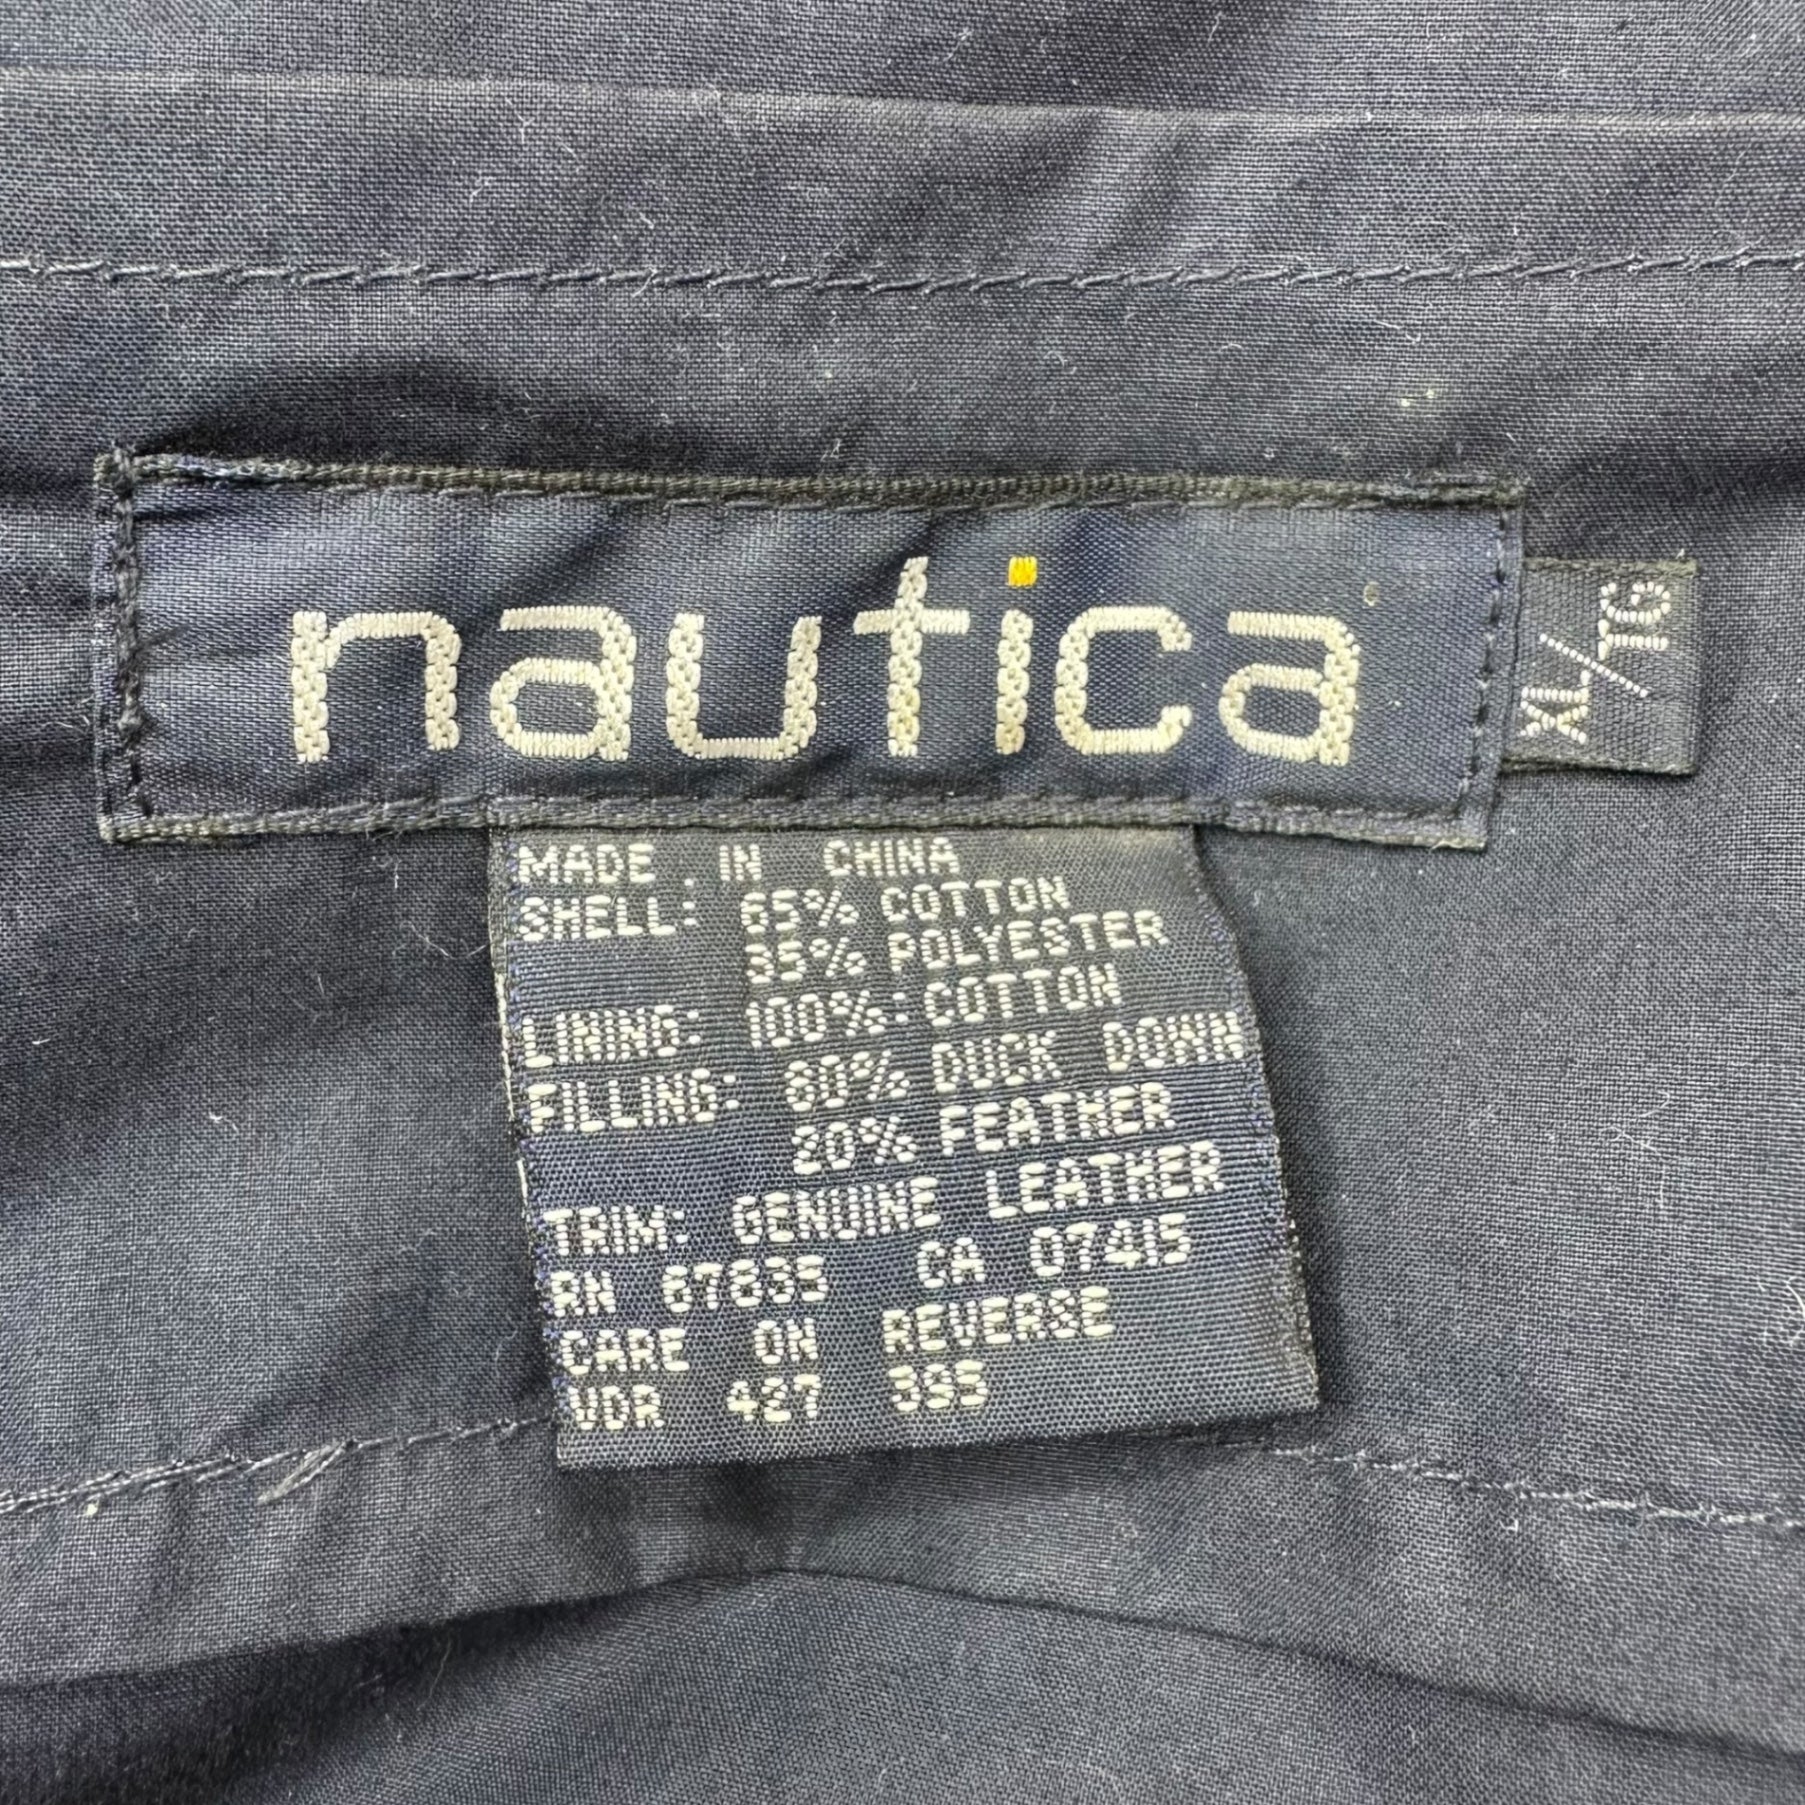 nautica
XL/TG
MADE IN CHINA
SHELL: 65% COTTON
35% POLYESTER
LINING: 100% COTTON
FILLING: 80% DUCK DOWN
20% FEATHER
TRIM: GENUINE LEATHER
RN 67835 CA 07415
CARE ON REVERSE
VDR 427